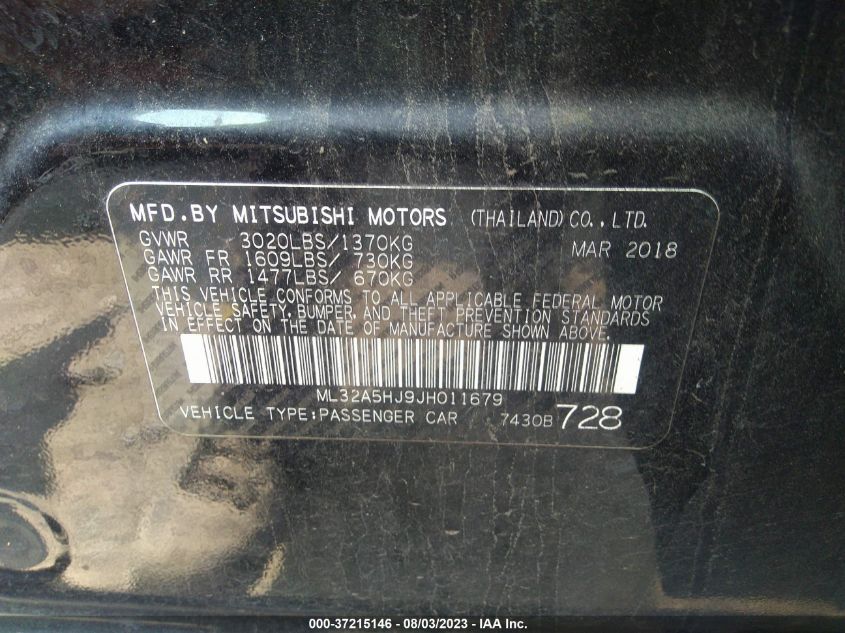 MFD.BY MITSUBISHI MOTORS (THAILAND) CO., LTD.
GVWR 3020LBS/1370KG MAR 2018
GAWR FR 1609LBS/ 730KG
GAWR RR 1477LBS/ 670KG
THIS VEHICLE CONFORMS TO ALL APPLICABLE FEDERAL MOTOR
VEHICLE SAFETY, BUMPER, AND THEFT PREVENTION STANDARDS
IN EFFECT ON THE DATE OF MANUFACTURE SHOWN ABOVE.
ML32A5HJ9JH011679
VEHICLE TYPE:PASSENGER CAR 7430B 728
000-37215146 - 08/03/2023 - IAA Inc.